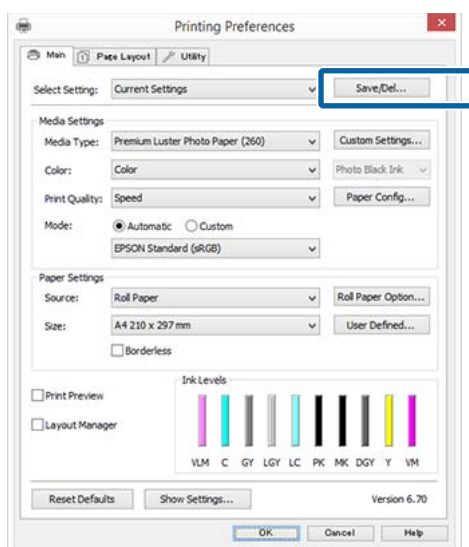 Printing Preferences
Main Page Layout Utility
Select Setting: Current Settings Save/Del...
Media Settings
Media Type: Premium Luster Photo Paper (260) Custom Settings...
Color: Color Photo Black Ink
Print Quality: Speed Paper Config...
Mode: Automatic Custom
EPSON Standard (sRGB)
Paper Settings
Source: Roll Paper Roll Paper Option...
Size: A4 210 x 297 mm User Defined...
Borderless
Ink Levels
Print Preview
Layout Manager
VLM C GY LGY LC PK MK DGY Y VM
Reset Defaults Show Settings... Version 6.70
OK Cancel Help